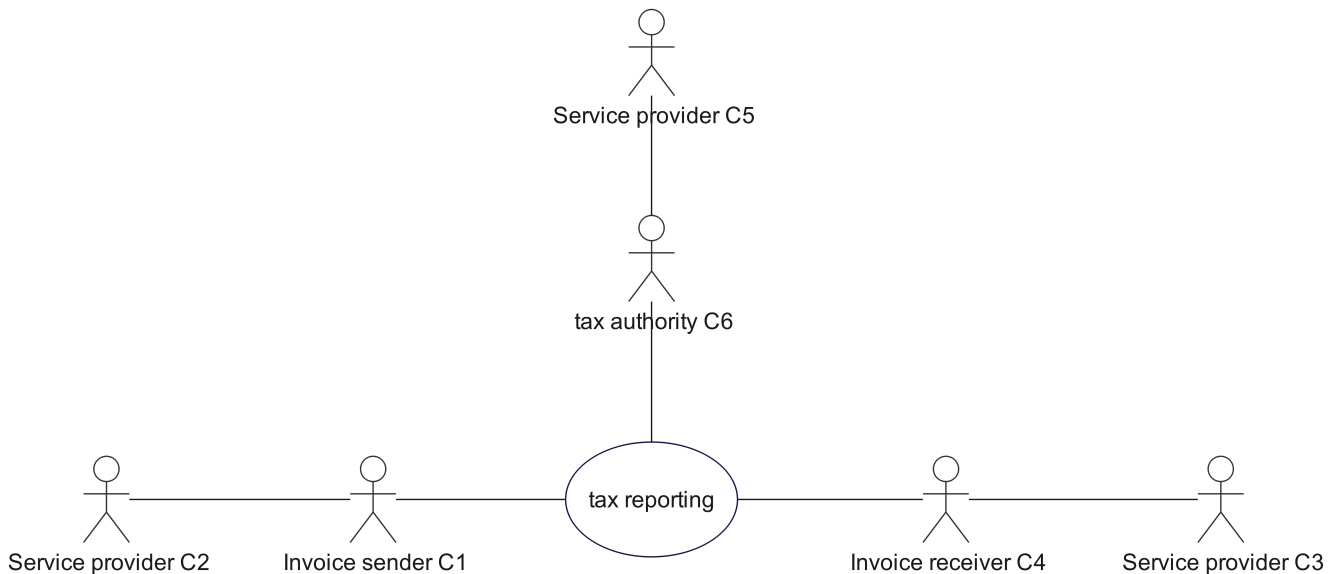 Service provider C5
tax authority C6
tax reporting
Service provider C2
Invoice sender C1
Invoice receiver C4
Service provider C3